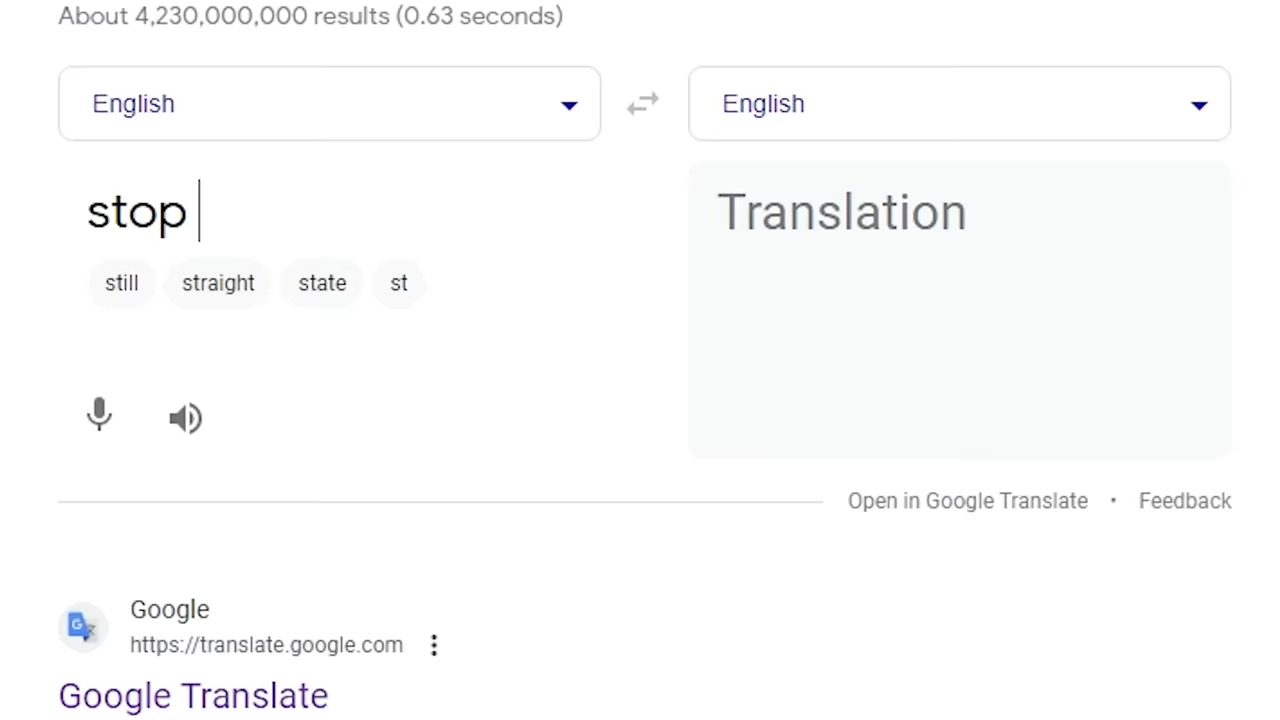 About 4,230,000,000 results (0.63 seconds)
English English
stop Translation
still straight state st
Open in Google Translate • Feedback
Google
https://translate.google.com
Google Translate